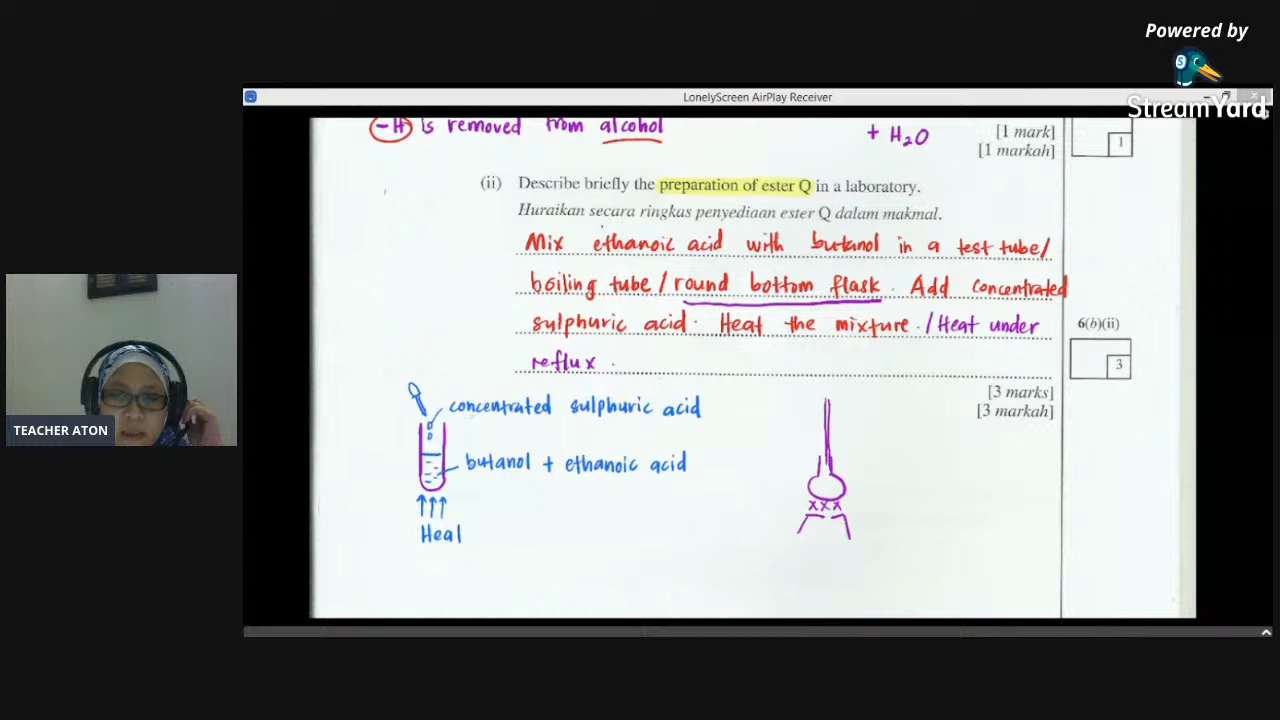 Powered by
StreamYard
LonelyScreen AirPlay Receiver
-H is removed from alcohol
+ H₂O
[1 mark]
[1 markah]
1
(ii) Describe briefly the preparation of ester Q in a laboratory.
Huraikan secara ringkas penyediaan ester Q dalam makmal.
Mix ethanoic acid with butanol in a test tube/
boiling tube / round bottom flask. Add concentrated
sulphuric acid. Heat the mixture. / Heat under
reflux.
6(b)(ii)
3
[3 marks]
[3 markah]
concentrated sulphuric acid
butanol + ethanoic acid
Heal
TEACHER ATON